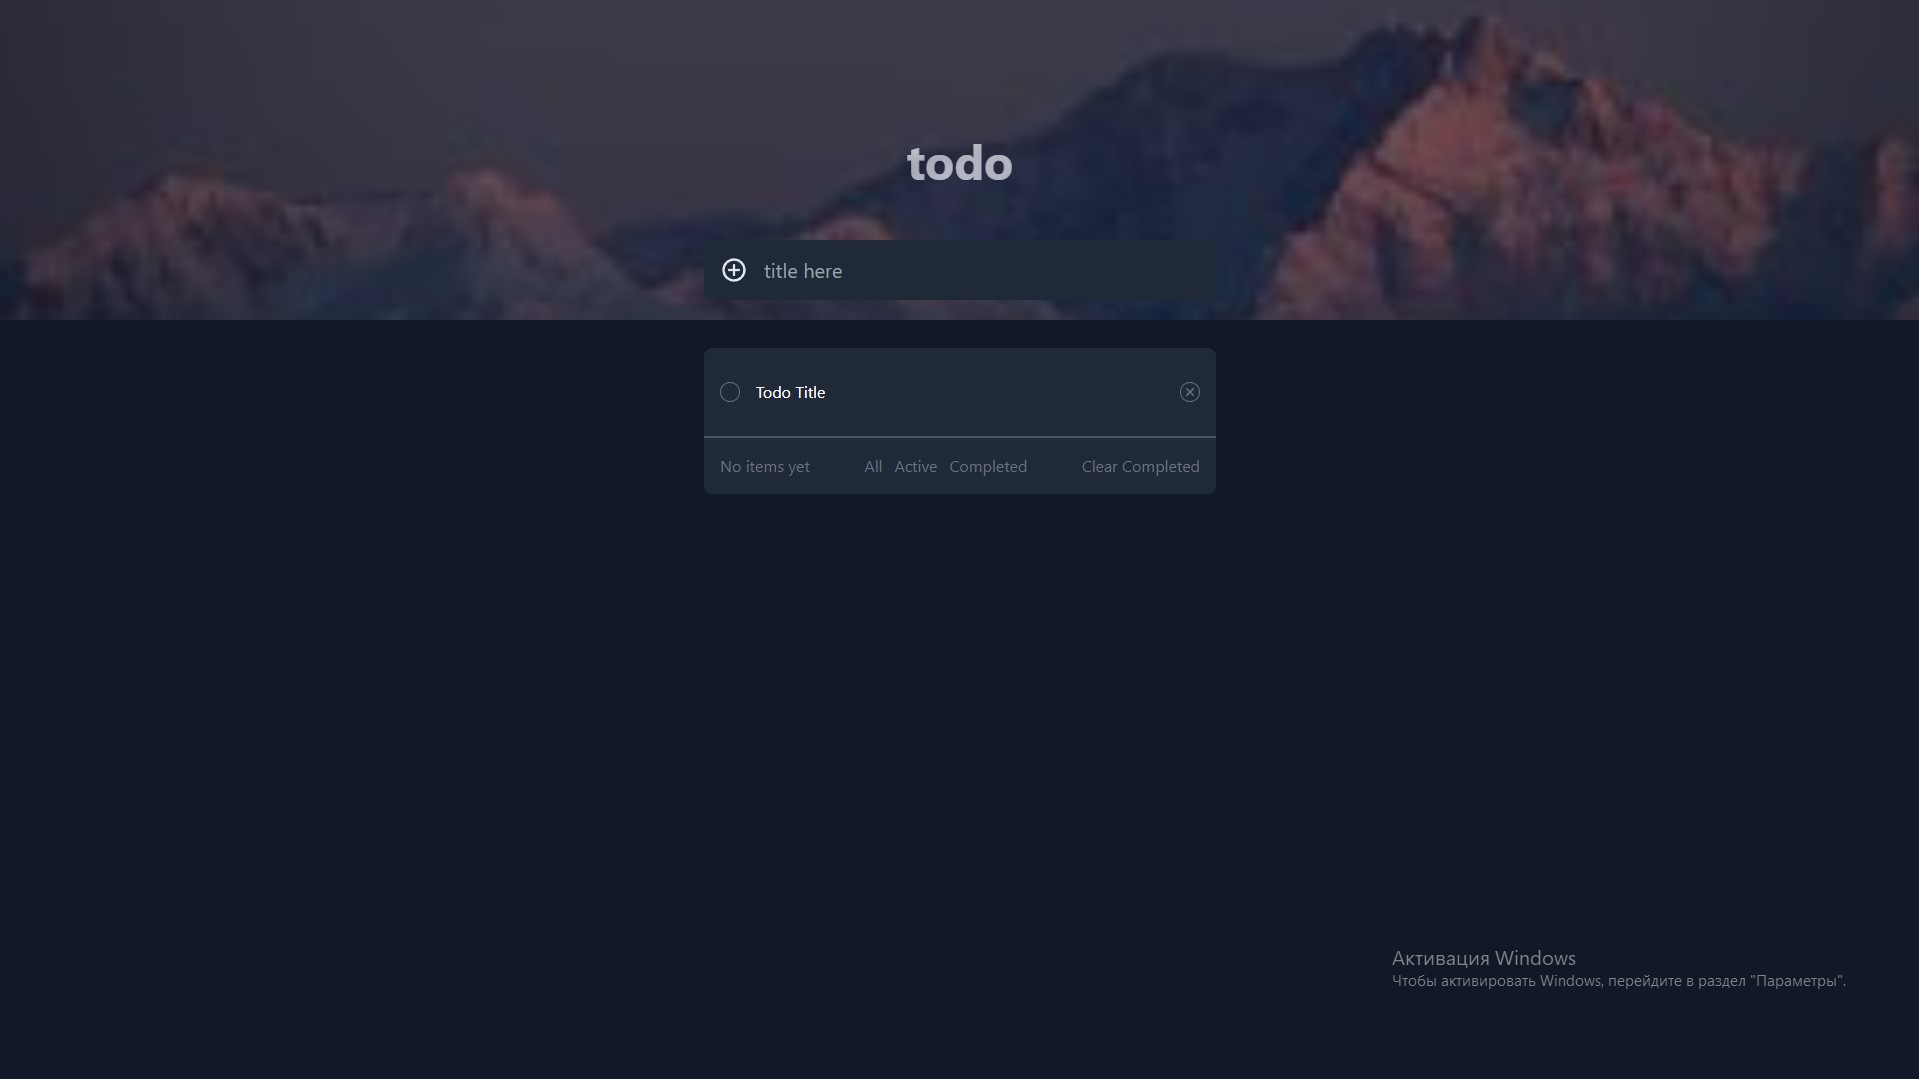 todo
title here
Todo Title
No items yet All Active Completed Clear Completed
Активация Windows
Чтобы активировать Windows, перейдите в раздел "Параметры".